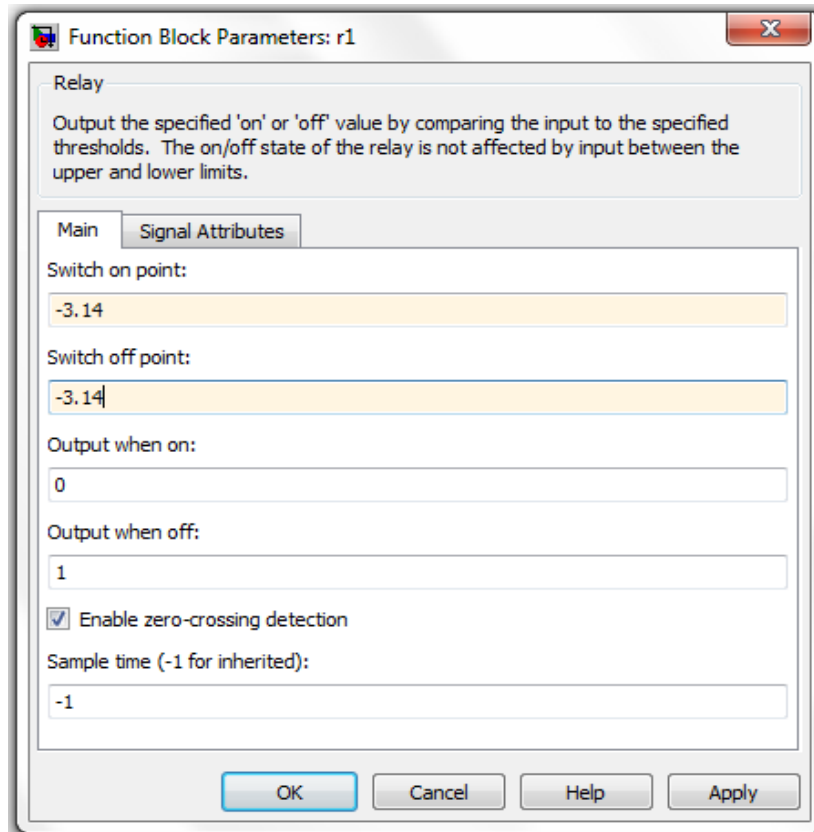 Function Block Parameters: r1
Relay
Output the specified 'on' or 'off' value by comparing the input to the specified
thresholds. The on/off state of the relay is not affected by input between the
upper and lower limits.
Main
Signal Attributes
Switch on point:
-3.14
Switch off point:
-3.14
Output when on:
0
Output when off:
1
Enable zero-crossing detection
Sample time (-1 for inherited):
-1
OK
Cancel
Help
Apply